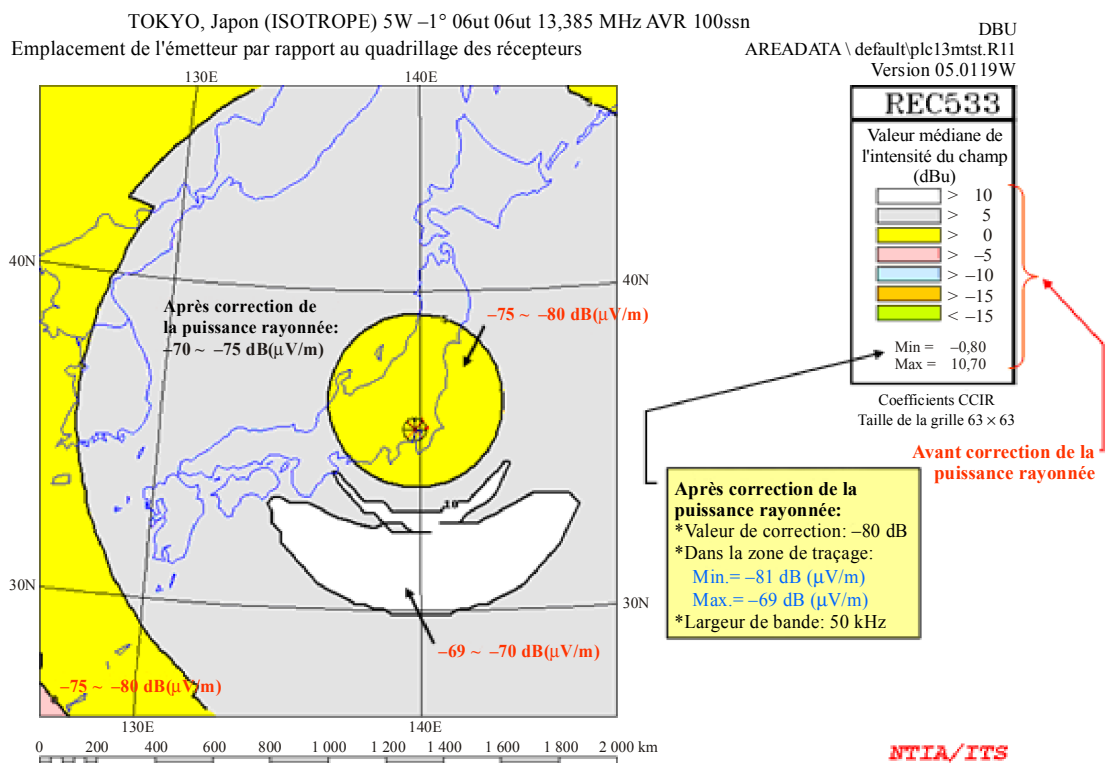 TOKYO, Japon (ISOTROPE) 5W –1° 06ut 06ut 13,385 MHz AVR 100ssn
Emplacement de l'émetteur par rapport au quadrillage des récepteurs
DBU
AREADATA \ default\plc13mtst.R11
Version 05.0119W
130E
140E
40N
40N
30N
30N
130E
140E
Après correction de
la puissance rayonnée:
–70 ~ –75 dB(µV/m)
–75 ~ –80 dB(µV/m)
10
–69 ~ –70 dB(µV/m)
–75 ~ –80 dB(µV/m)
0 200 400 600 800 1 000 1 200 1 400 1 600 1 800 2 000 km
REC533
Valeur médiane de
l'intensité du champ
(dBu)
> 10
> 5
> 0
> –5
> –10
> –15
< –15
Min = –0,80
Max = 10,70
Coefficients CCIR
Taille de la grille 63 × 63
Avant correction de la
puissance rayonnée
Après correction de la
puissance rayonnée:
*Valeur de correction: –80 dB
*Dans la zone de traçage:
Min.= –81 dB (µV/m)
Max.= –69 dB (µV/m)
*Largeur de bande: 50 kHz
NTIA/ITS